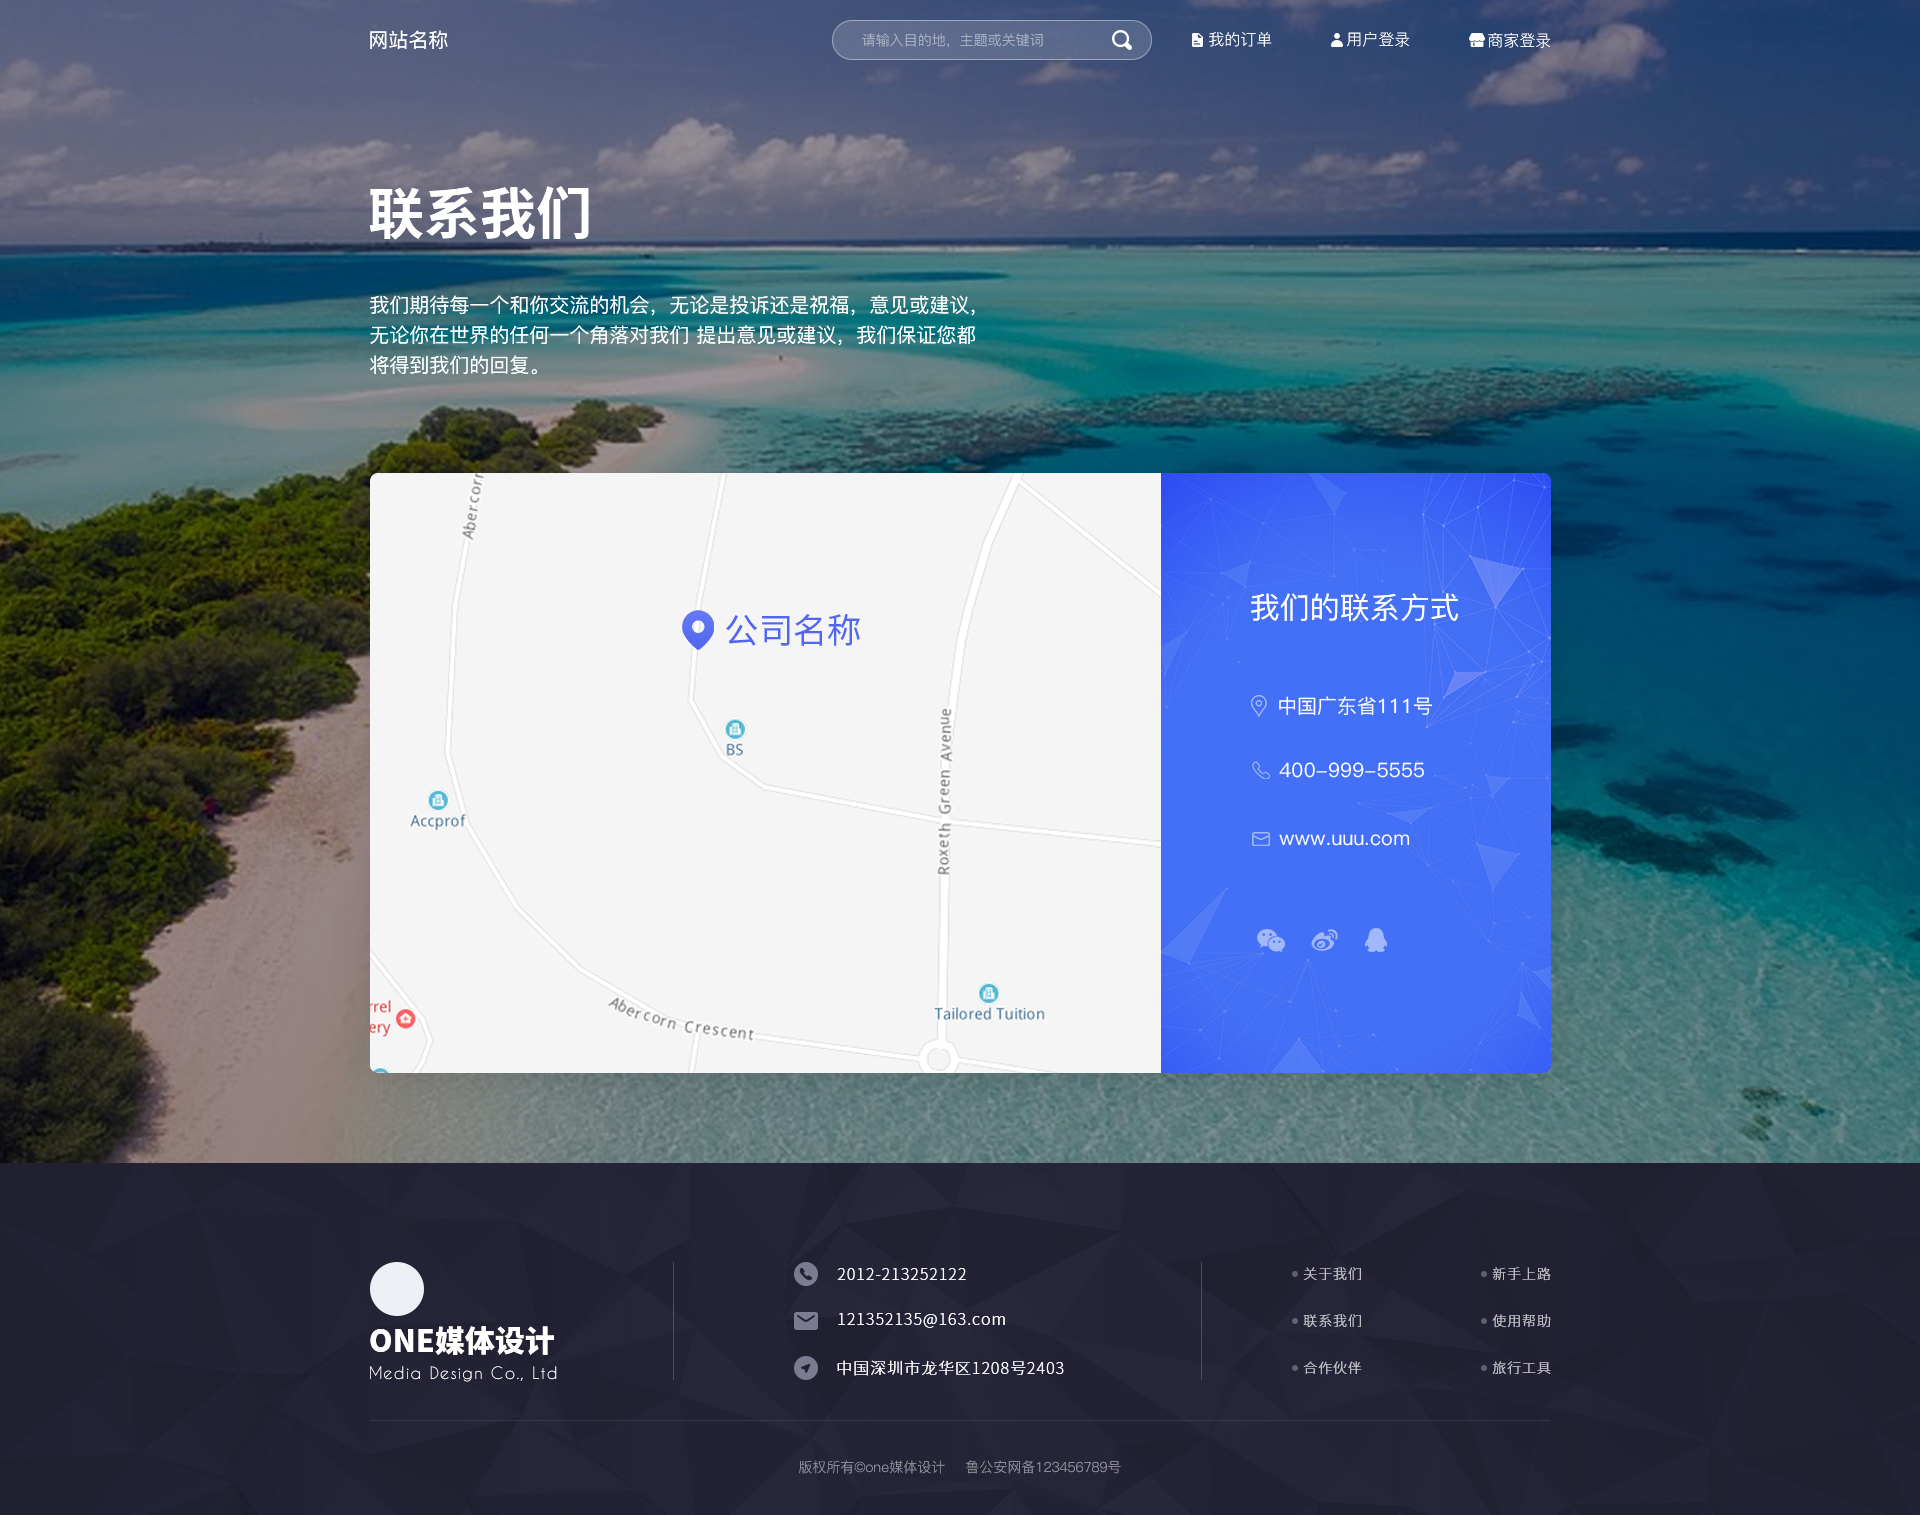 网站名称
请输入目的地，主题或关键词
我的订单
用户登录
商家登录
联系我们
我们期待每一个和你交流的机会，无论是投诉还是祝福，意见或建议，
无论你在世界的任何一个角落对我们 提出意见或建议，我们保证您都
将得到我们的回复。
Abercorn
公司名称
BS
Accprof
Roxeth Green Avenue
Abercorn Crescent
Tailored Tuition
rrel
ery
我们的联系方式
中国广东省111号
400-999-5555
www.uuu.com
ONE媒体设计
Media Design Co., Ltd
2012-213252122
121352135@163.com
中国深圳市龙华区1208号2403
关于我们
新手上路
联系我们
使用帮助
合作伙伴
旅行工具
版权所有©one媒体设计 鲁公安网备123456789号